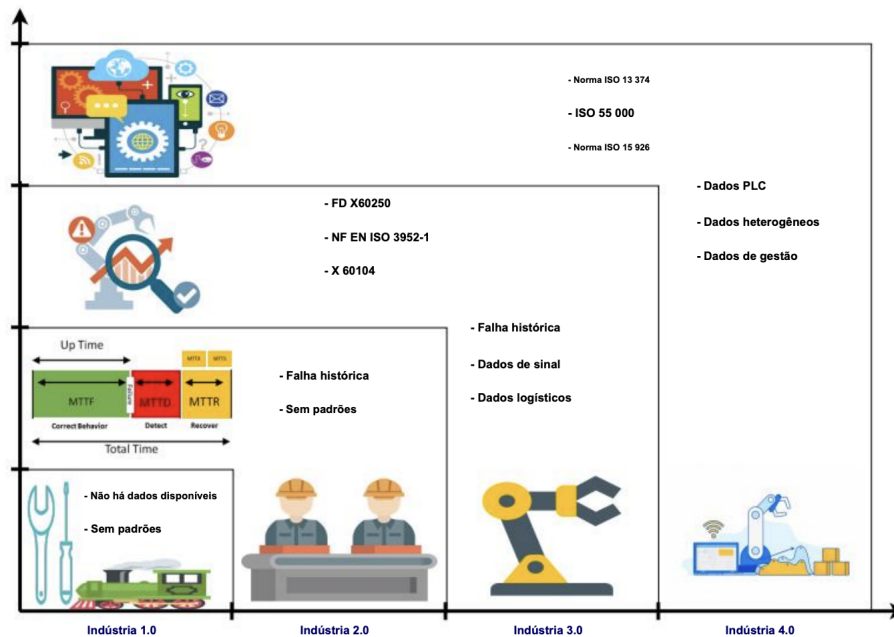 - Norma ISO 13 374
- ISO 55 000
- Norma ISO 15 926
- Dados PLC
- Dados heterogêneos
- Dados de gestão
- FD X60250
- NF EN ISO 3952-1
- X 60104
- Falha histórica
- Dados de sinal
- Dados logísticos
Up Time
MTTF
Failure
MTTD
MTTR
Correct Behavior
Detect
Recover
Total Time
- Falha histórica
- Sem padrões
- Não há dados disponíveis
- Sem padrões
Indústria 1.0
Indústria 2.0
Indústria 3.0
Indústria 4.0